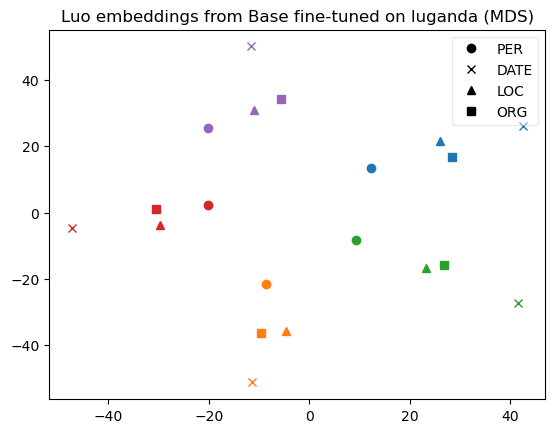 Luo embeddings from Base fine-tuned on luganda (MDS)
PER
DATE
LOC
ORG
40
20
0
−20
−40
−40
−20
0
20
40